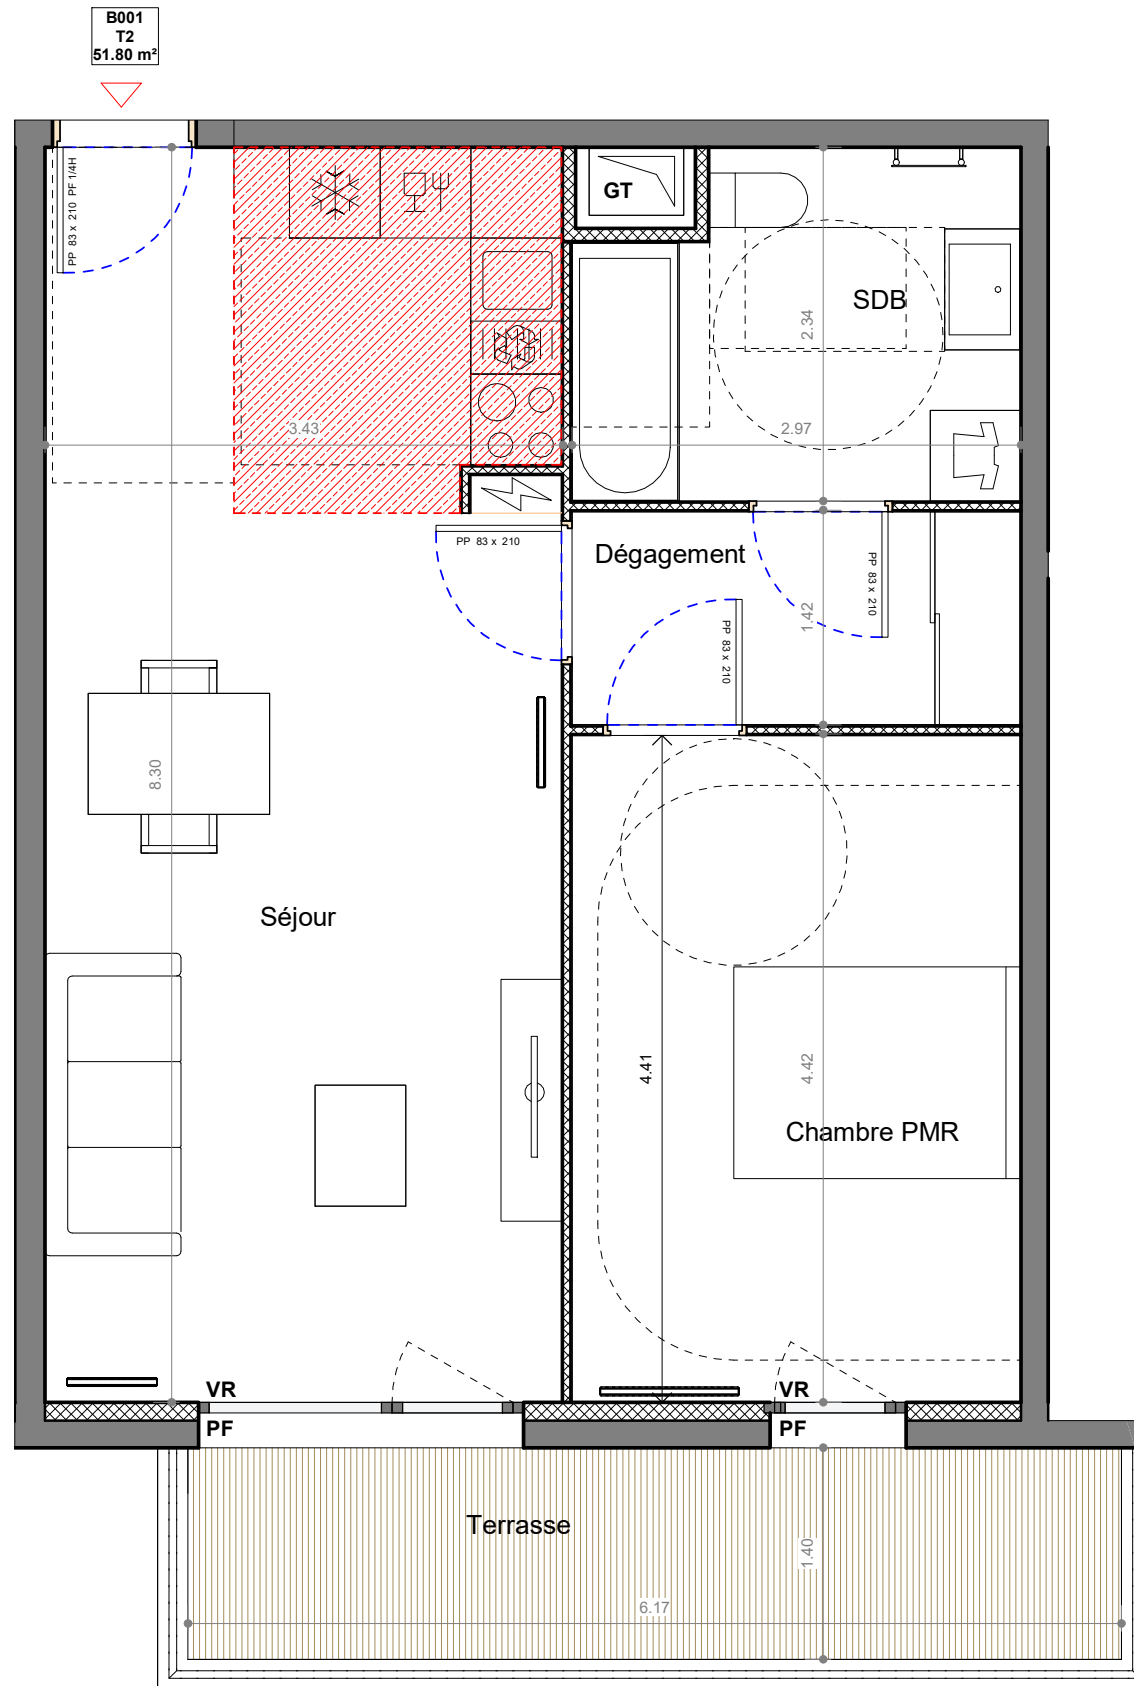 B001
T2
51.80 m²
PP 83 x 210 PF 1/4H
GT
SDB
2.34
3.43
2.97
PP 83 x 210
Dégagement
PP 83 x 210
1.42
PP 83 x 210
8.30
Séjour
4.41
4.42
Chambre PMR
VR
VR
PF
PF
Terrasse
1.40
6.17